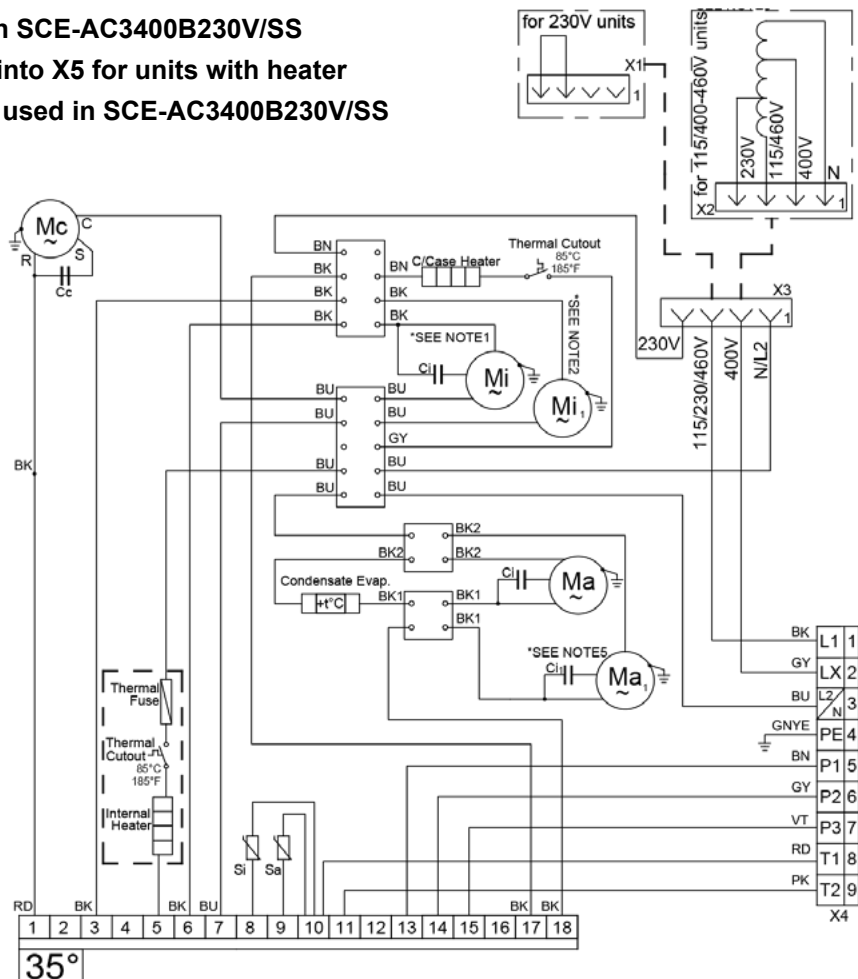 n SCE-AC3400B230V/SS
into X5 for units with heater
used in SCE-AC3400B230V/SS
for 230V units
X1
1
for 115/400-460V units
230V
115/460V
400V
N
X2
1
Mc
~
C
S
R
Cc
BN
BK
BK
BK
BN
BK
BK
C/Case Heater
Thermal Cutout
85°C
185°F
*SEE NOTE1
*SEE NOTE2
Ci
Mi
~
Mi1
~
X3
1
230V
115/230/460V
400V
N/L2
BU
BU
BU
BU
BU
BU
GY
BU
BU
BK
BK2
BK2
BK2
Condensate Evap.
+t°C
BK1
BK1
BK1
Ci
Ma
~
*SEE NOTE5
Ci1
Ma1
~
Thermal
Fuse
Thermal
Cutout
85°C
185°F
Internal
Heater
Si
Sa
BK L1 1
GY LX 2
BU L2/N 3
GNYE PE 4
BN P1 5
GY P2 6
VT P3 7
RD T1 8
PK T2 9
X4
RD BK BK BU BK BK
1 2 3 4 5 6 7 8 9 10 11 12 13 14 15 16 17 18
35°